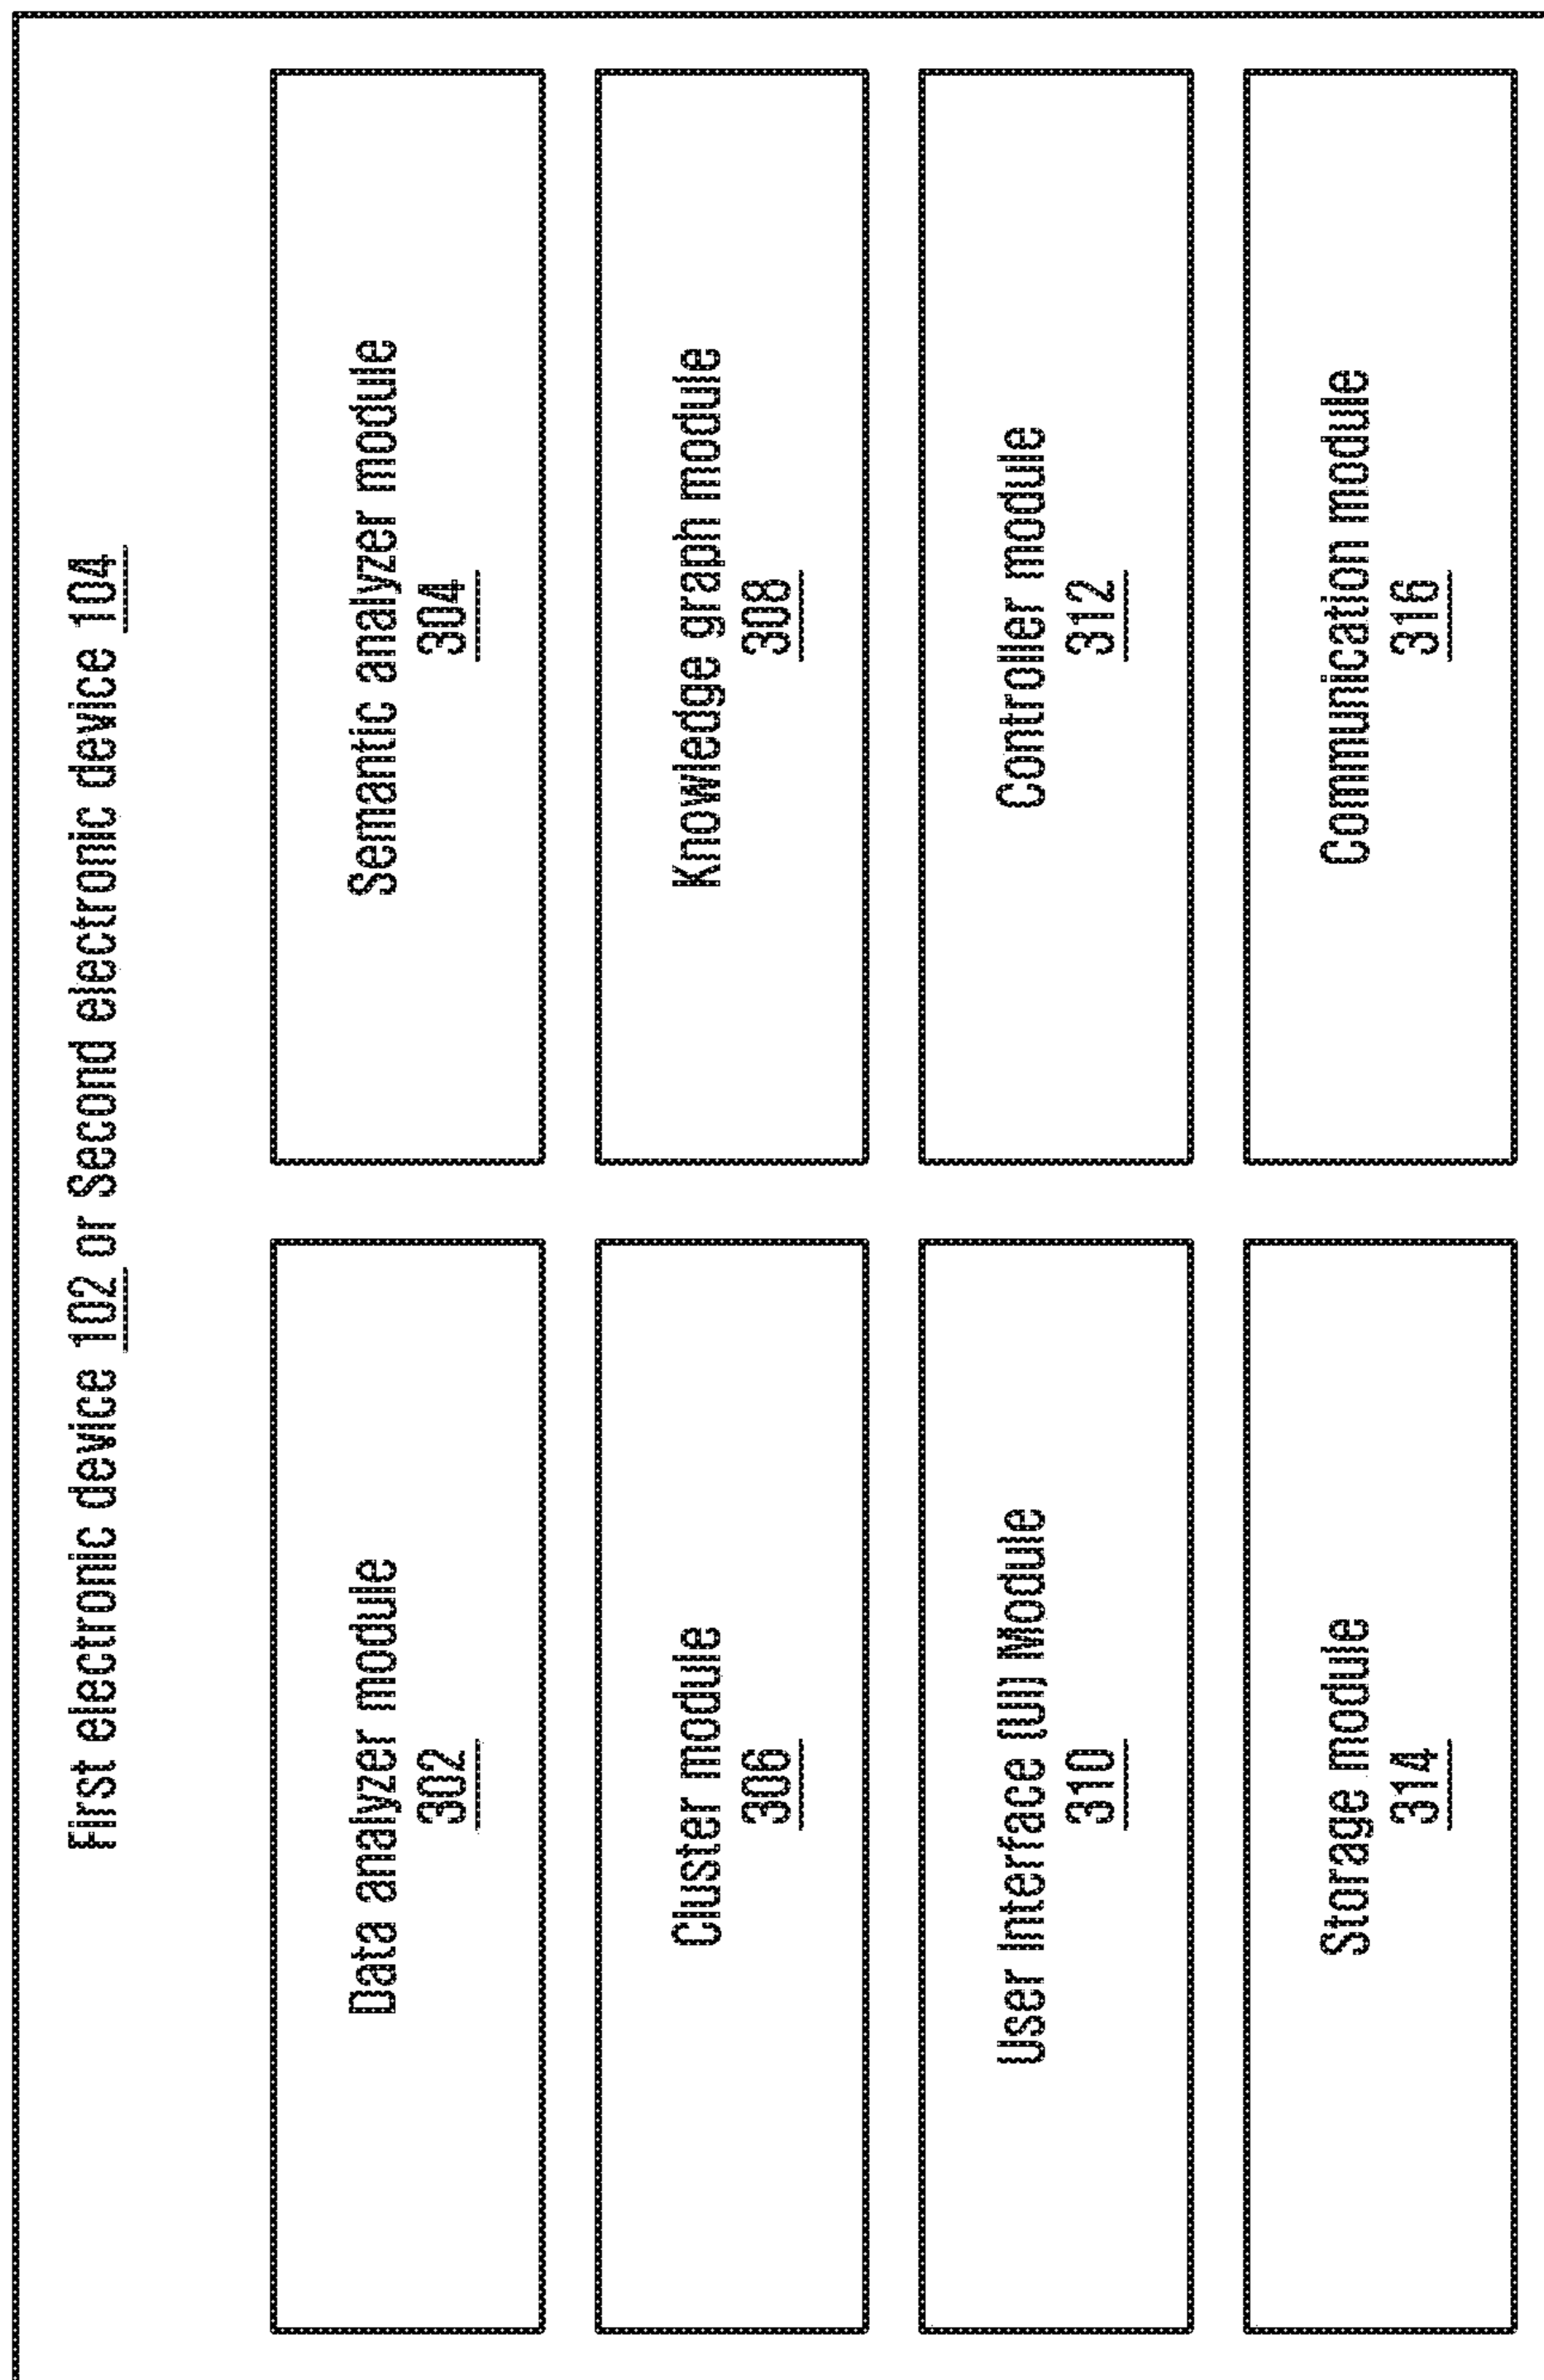 First electronic device 102 or Second electronic device 104
Data analyzer module
302
Semantic analyzer module
304
Cluster module
306
Knowledge graph module
308
User Interface (UI) Module
310
Controller module
312
Storage module
314
Communication module
316